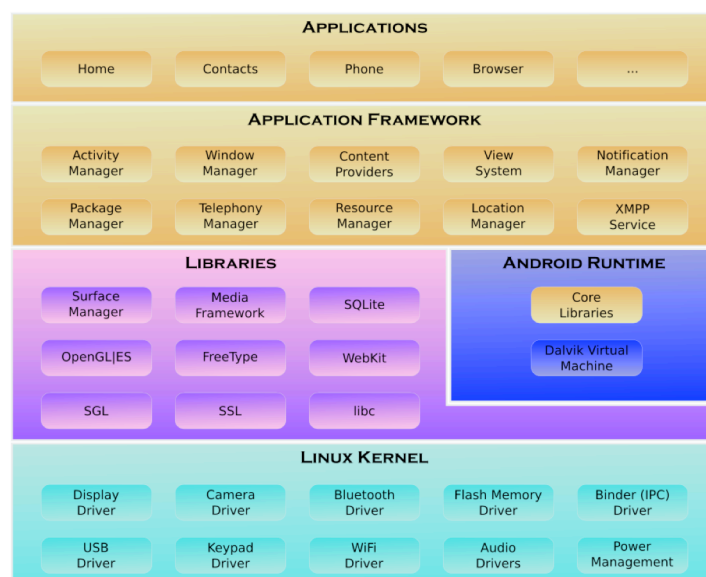 APPLICATIONS
Home Contacts Phone Browser ...
APPLICATION FRAMEWORK
Activity Manager Window Manager Content Providers View System Notification Manager
Package Manager Telephony Manager Resource Manager Location Manager XMPP Service
LIBRARIES
Surface Manager Media Framework SQLite
OpenGL|ES FreeType WebKit
SGL SSL libc
ANDROID RUNTIME
Core Libraries
Dalvik Virtual Machine
LINUX KERNEL
Display Driver Camera Driver Bluetooth Driver Flash Memory Driver Binder (IPC) Driver
USB Driver Keypad Driver WiFi Driver Audio Drivers Power Management